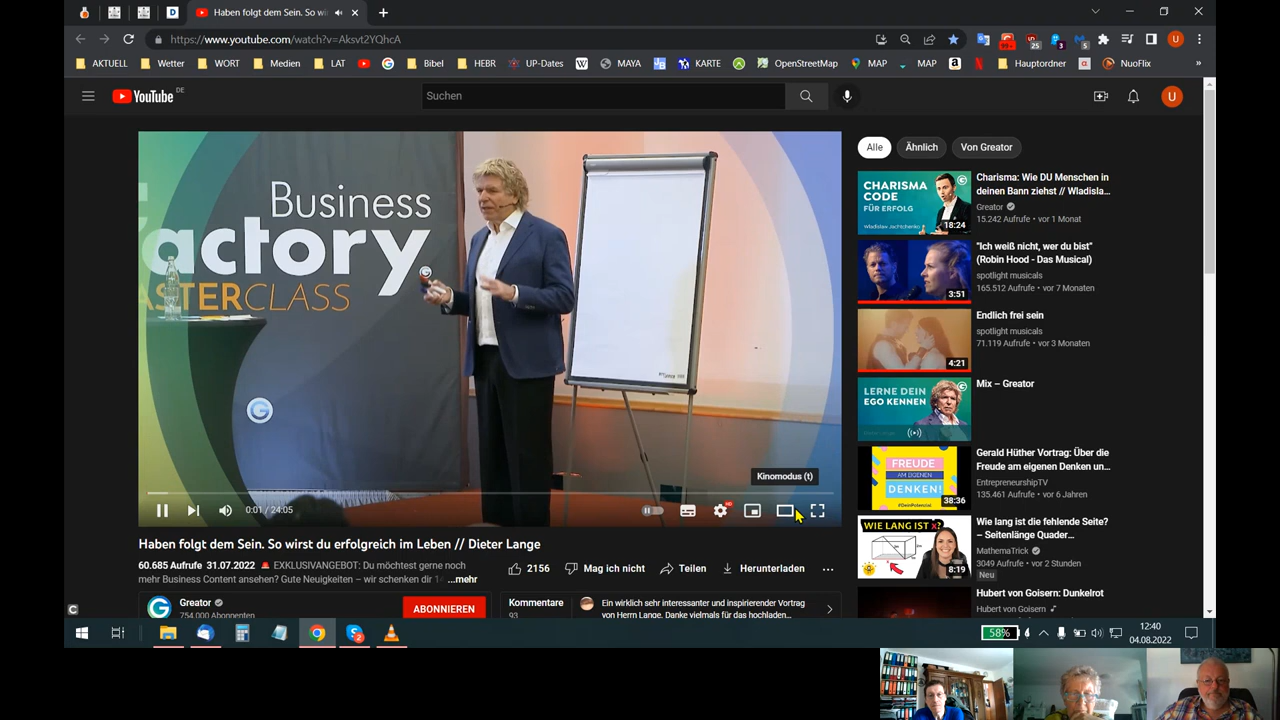 Haben folgt dem Sein. So wir
https://www.youtube.com/watch?v=Aksvt2YQhcA
AKTUELL
Wetter
WORT
Medien
LAT
Bibel
HEBR
UP-Dates
MAYA
KARTE
OpenStreetMap
MAP
MAP
Hauptordner
NuoFlix
YouTube DE
Suchen
U
Business
actory
ASTERCLASS
Kinomodus (t)
0:01 / 24:05
Haben folgt dem Sein. So wirst du erfolgreich im Leben // Dieter Lange
60.685 Aufrufe 31.07.2022 EXKLUSIVANGEBOT: Du möchtest gerne noch
mehr Business Content ansehen? Gute Neuigkeiten – wir schenken dir 1 ...mehr
2156
Mag ich nicht
Teilen
Herunterladen
Greator
754.000 Abonnenten
ABONNIEREN
Kommentare
93
Ein wirklich sehr interessanter und inspirierender Vortrag
von Herrn Lange. Danke vielmals für das hochladen
Alle
Ähnlich
Von Greator
CHARISMA
CODE
FÜR ERFOLG
Wladislaw Jachtchenko
18:24
Charisma: Wie DU Menschen in
deinen Bann ziehst // Wladisla...
Greator
15.242 Aufrufe • vor 1 Monat
3:51
"Ich weiß nicht, wer du bist"
(Robin Hood - Das Musical)
spotlight musicals
165.512 Aufrufe • vor 7 Monaten
4:21
Endlich frei sein
spotlight musicals
71.119 Aufrufe • vor 3 Monaten
LERNE DEIN
EGO KENNEN
Mix – Greator
FREUDE
AM EIGENEN
DENKEN!
38:36
Gerald Hüther Vortrag: Über die
Freude am eigenen Denken un...
EntrepreneurshipTV
135.461 Aufrufe • vor 6 Jahren
WIE LANG IST X?
8:19
Wie lang ist die fehlende Seite?
– Seitenlänge Quader...
MathemaTrick
3049 Aufrufe • vor 2 Stunden
Neu
Hubert von Goisern: Dunkelrot
Hubert von Goisern
58%
12:40
04.08.2022